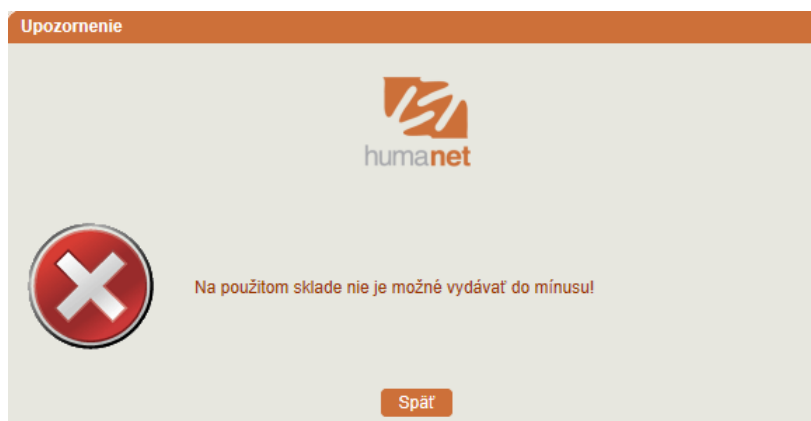 Upozornenie
humanet
Na použitom sklade nie je možné vydávať do mínusu!
Späť